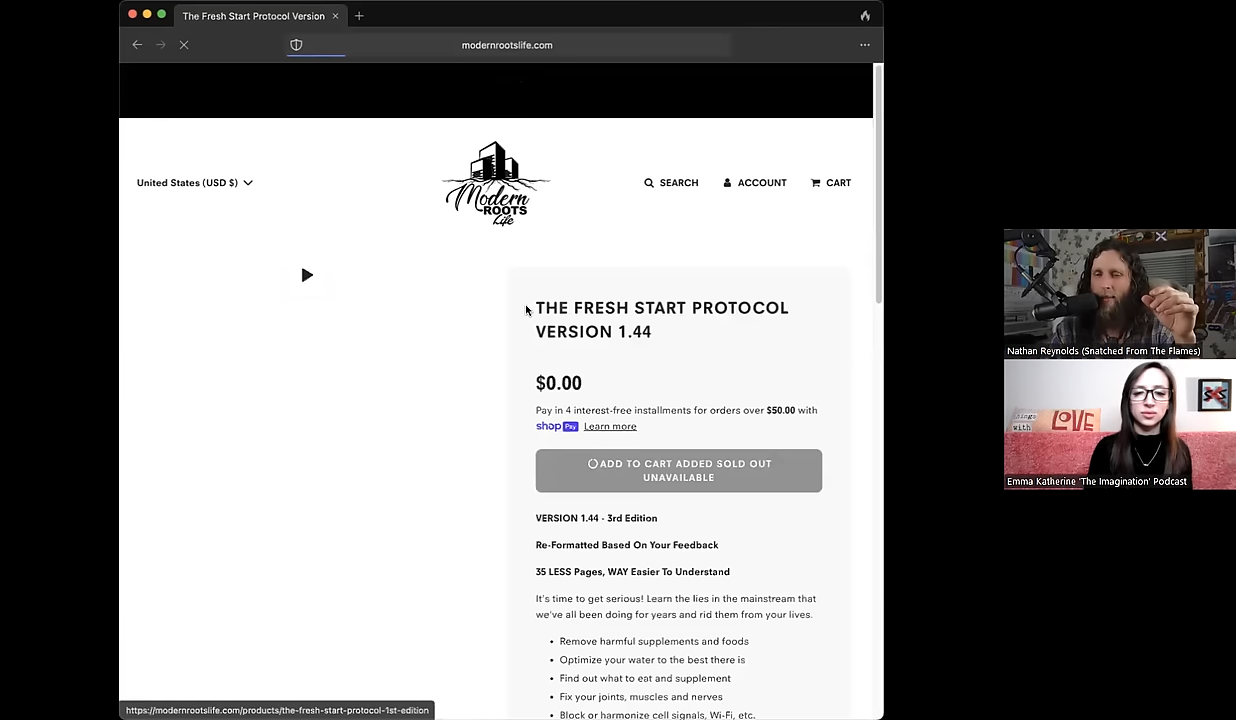 The Fresh Start Protocol Version
modernrootslife.com
United States (USD $)
Modern
ROOTS
Life
SEARCH
ACCOUNT
CART
THE FRESH START PROTOCOL
VERSION 1.44
$0.00
Pay in 4 interest-free installments for orders over $50.00 with
shop Pay Learn more
ADD TO CART ADDED SOLD OUT
UNAVAILABLE
VERSION 1.44 - 3rd Edition
Re-Formatted Based On Your Feedback
35 LESS Pages, WAY Easier To Understand
It's time to get serious! Learn the lies in the mainstream that
we've all been doing for years and rid them from your lives.
• Remove harmful supplements and foods
• Optimize your water to the best there is
• Find out what to eat and supplement
• Fix your joints, muscles and nerves
• Block or harmonize cell signals, Wi-Fi, etc.
https://modernrootslife.com/products/the-fresh-start-protocol-1st-edition
Nathan Reynolds (Snatched From The Flames)
with
LOVE
Emma Katherine 'The Imagination' Podcast